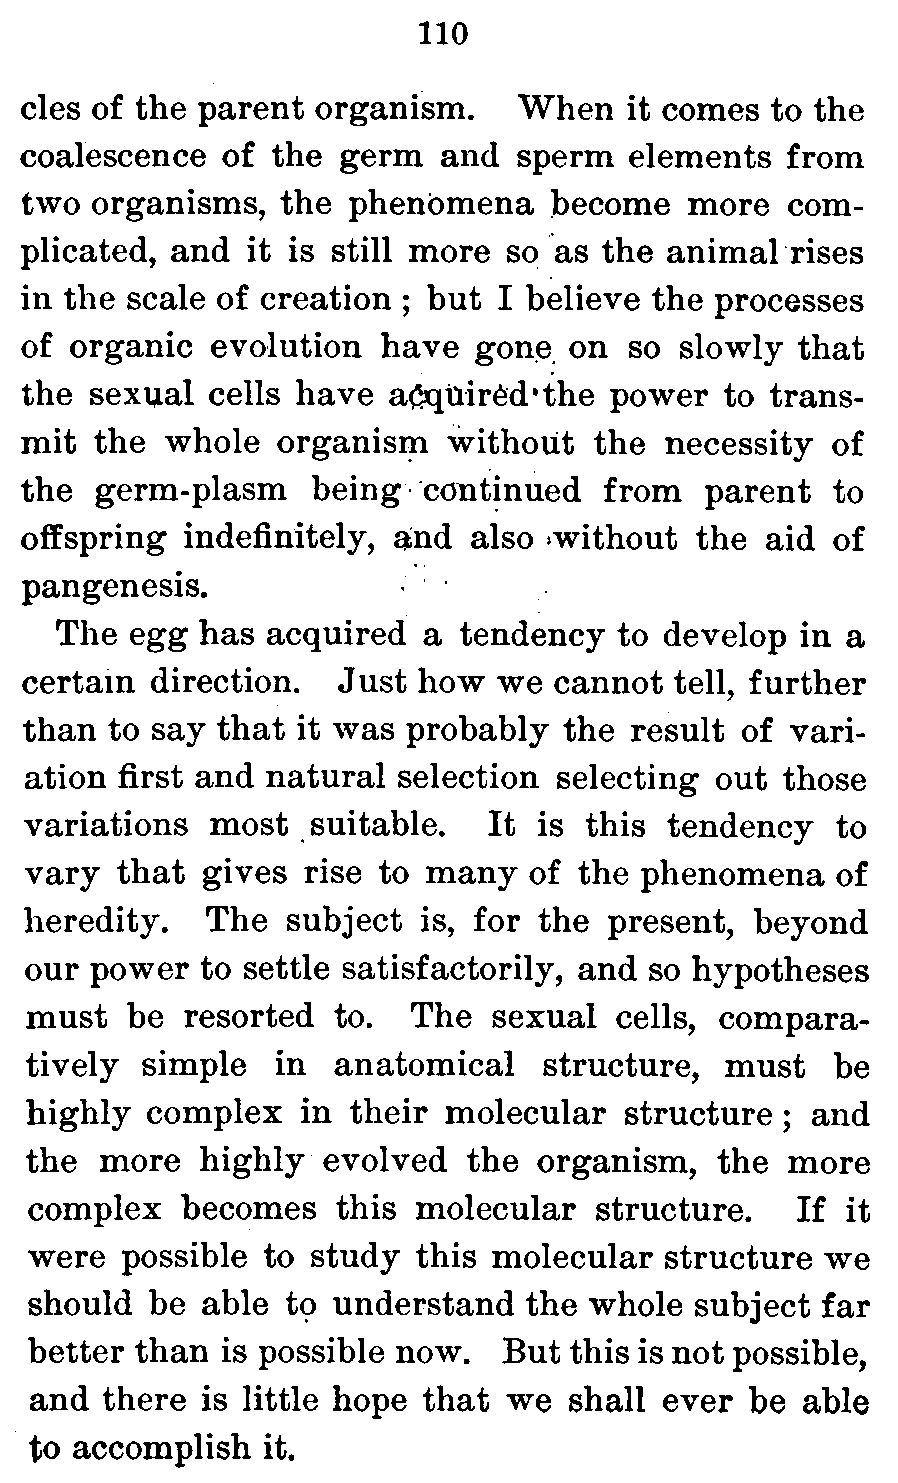 110
cles of the parent organism. When it comes to the
coalescence of the germ and sperm elements from
two organisms, the phenomena become more com-
plicated, and it is still more so as the animal rises
in the scale of creation ; but I believe the processes
of organic evolution have gone on so slowly that
the sexual cells have acquired the power to trans-
mit the whole organism without the necessity of
the germ-plasm being continued from parent to
offspring indefinitely, and also without the aid of
pangenesis.
The egg has acquired a tendency to develop in a
certain direction. Just how we cannot tell, further
than to say that it was probably the result of vari-
ation first and natural selection selecting out those
variations most suitable. It is this tendency to
vary that gives rise to many of the phenomena of
heredity. The subject is, for the present, beyond
our power to settle satisfactorily, and so hypotheses
must be resorted to. The sexual cells, compara-
tively simple in anatomical structure, must be
highly complex in their molecular structure ; and
the more highly evolved the organism, the more
complex becomes this molecular structure. If it
were possible to study this molecular structure we
should be able to understand the whole subject far
better than is possible now. But this is not possible,
and there is little hope that we shall ever be able
to accomplish it.